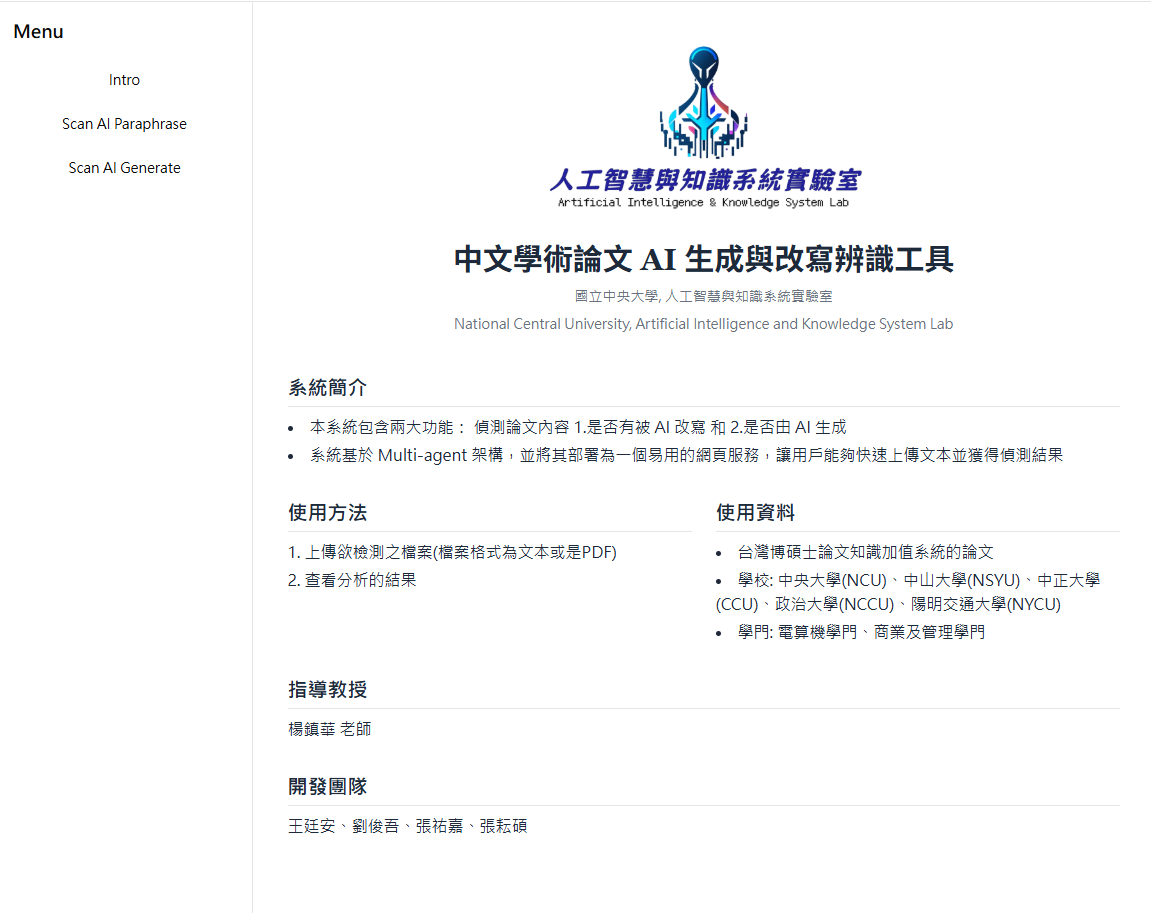 Menu
Intro
Scan AI Paraphrase
Scan AI Generate
人工智慧與知識系統實驗室
Artificial Intelligence & Knowledge System Lab
中文學術論文 AI 生成與改寫辨識工具
國立中央大學, 人工智慧與知識系統實驗室
National Central University, Artificial Intelligence and Knowledge System Lab
系統簡介
• 本系統包含兩大功能： 偵測論文內容 1.是否有被 AI 改寫 和 2.是否由 AI 生成
• 系統基於 Multi-agent 架構，並將其部署為一個易用的網頁服務，讓用戶能夠快速上傳文本並獲得偵測結果
使用方法
1. 上傳欲檢測之檔案(檔案格式為文本或是PDF)
2. 查看分析的結果
使用資料
• 台灣博碩士論文知識加值系統的論文
• 學校: 中央大學(NCU)、中山大學(NSYU)、中正大學
(CCU)、政治大學(NCCU)、陽明交通大學(NYCU)
• 學門: 電算機學門、商業及管理學門
指導教授
楊鎮華 老師
開發團隊
王廷安、劉俊吾、張祐嘉、張耘碩